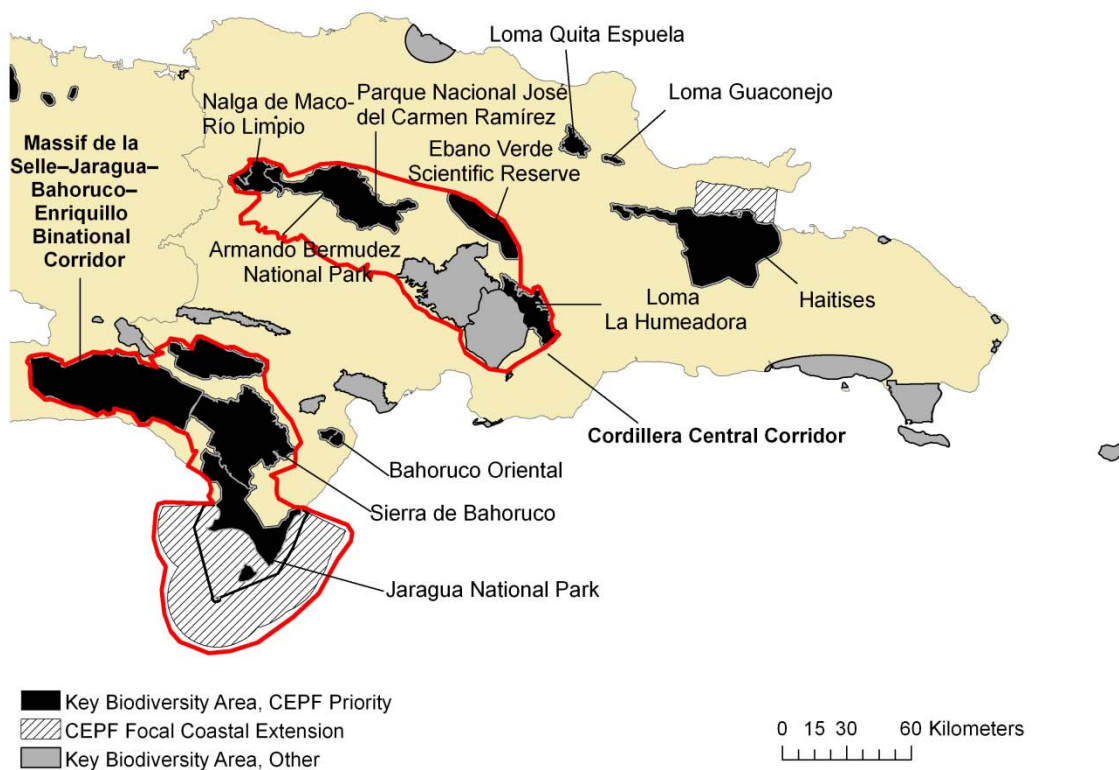 Loma Quita Espuela
Loma Guaconejo
Nalga de Maco-
Río Limpio
Parque Nacional José
del Carmen Ramírez
Ebano Verde
Scientific Reserve
Massif de la
Selle–Jaragua–
Bahoruco–
Enriquillo
Binational
Corridor
Armando Bermudez
National Park
Loma
La Humeadora
Haitises
Cordillera Central Corridor
Bahoruco Oriental
Sierra de Bahoruco
Jaragua National Park
Key Biodiversity Area, CEPF Priority
CEPF Focal Coastal Extension
Key Biodiversity Area, Other
0 15 30 60 Kilometers